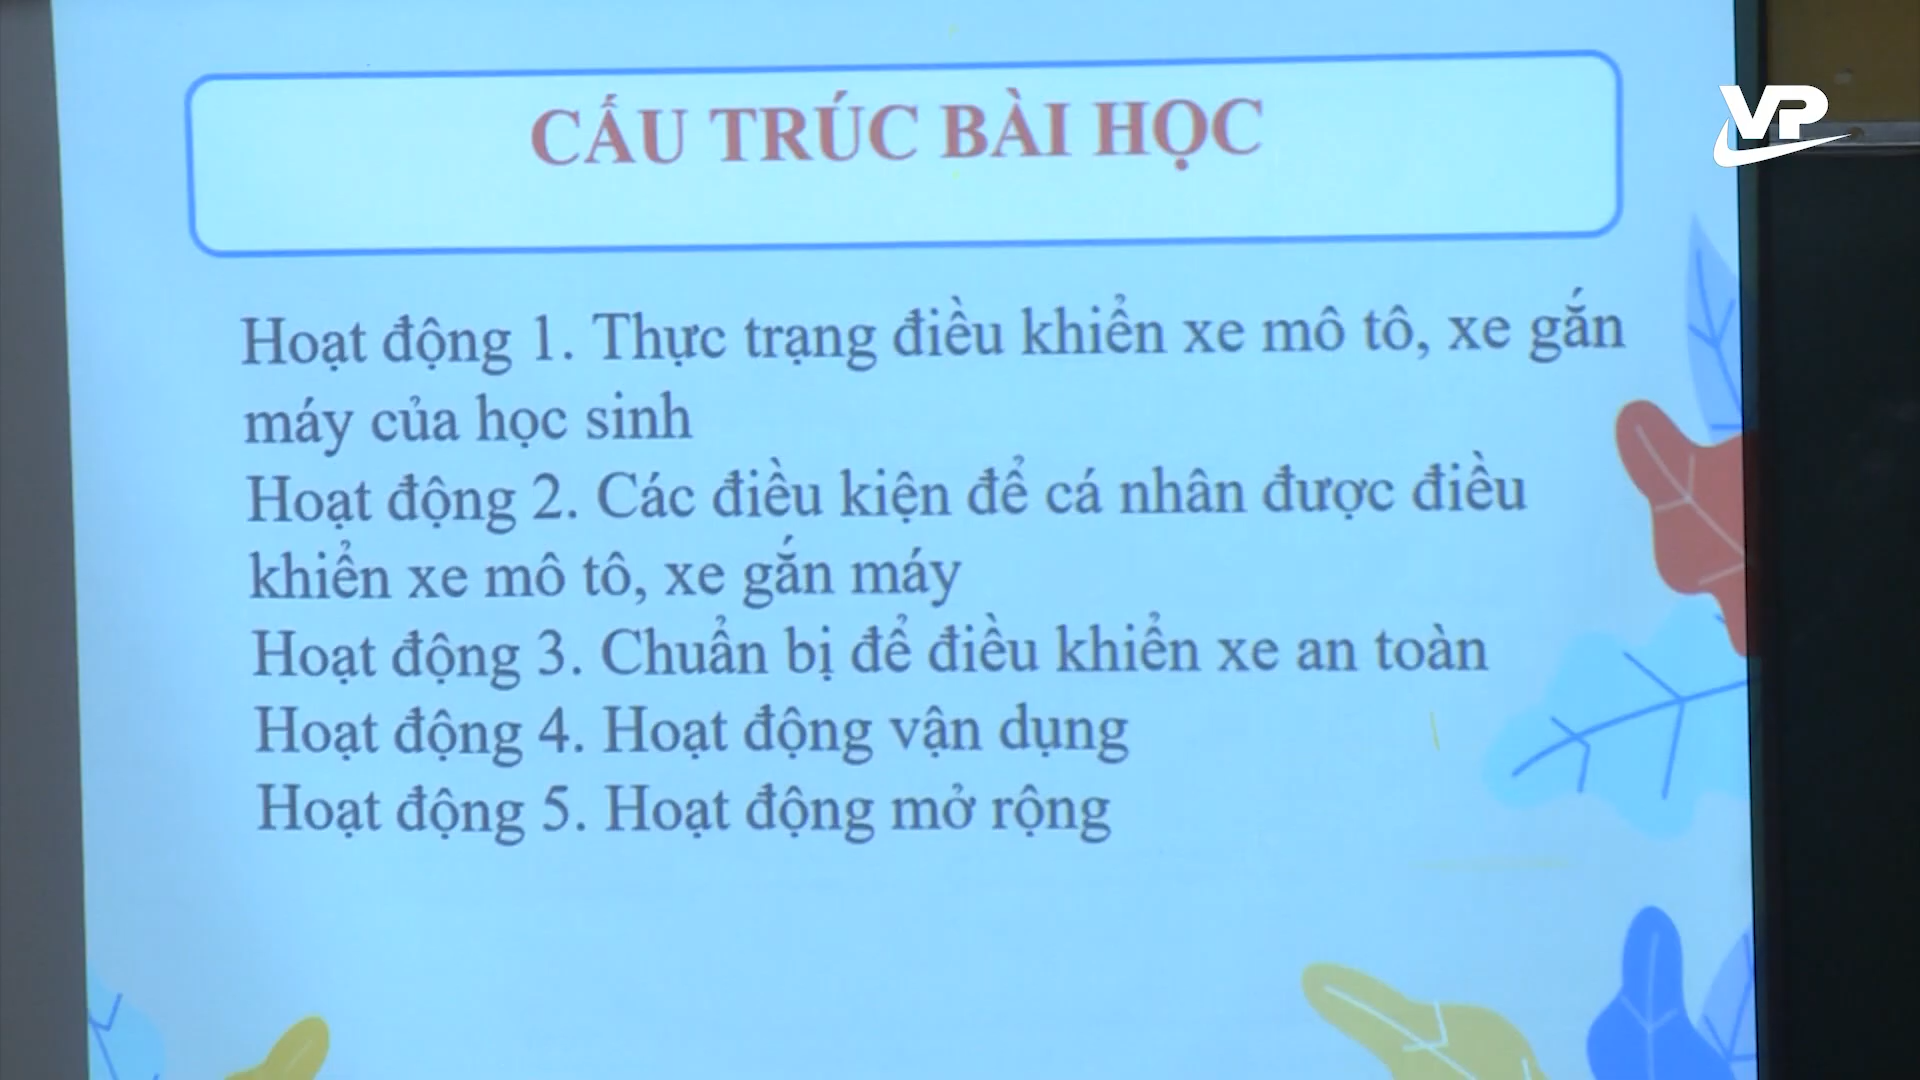 VP
CẤU TRÚC BÀI HỌC
Hoạt động 1. Thực trạng điều khiển xe mô tô, xe gắn
máy của học sinh
Hoạt động 2. Các điều kiện để cá nhân được điều
khiển xe mô tô, xe gắn máy
Hoạt động 3. Chuẩn bị để điều khiển xe an toàn
Hoạt động 4. Hoạt động vận dụng
Hoạt động 5. Hoạt động mở rộng